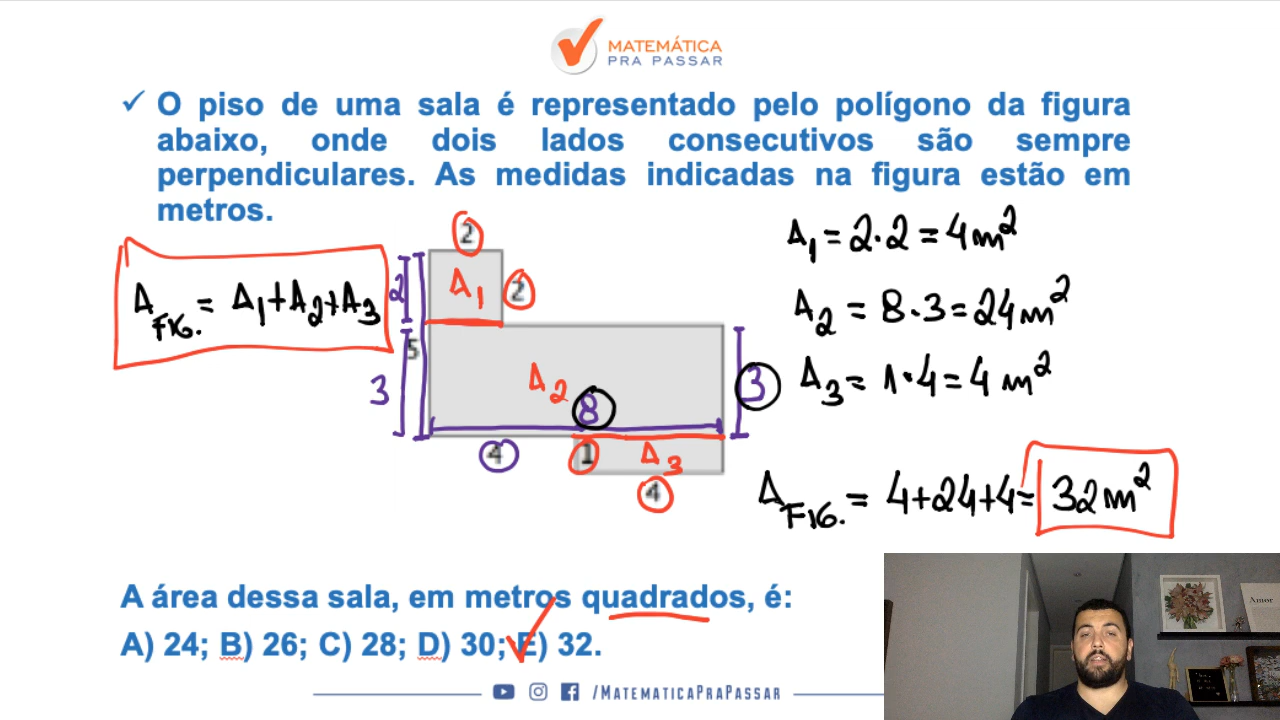 MATEMÁTICA
PRA PASSAR
✓ O piso de uma sala é representado pelo polígono da figura
abaixo, onde dois lados consecutivos são sempre
perpendiculares. As medidas indicadas na figura estão em
metros.
A FIG. = A1+A2+A3
2
2
A1
2
5
3
A2
8
3
4
1
A3
4
A1 = 2·2 = 4m²
A2 = 8·3 = 24m²
A3 = 1·4 = 4m²
A FIG. = 4+24+4= 32m²
A área dessa sala, em metros quadrados, é:
A) 24; B) 26; C) 28; D) 30; E) 32.
/MATEMATICAPRAPASSAR
Amor